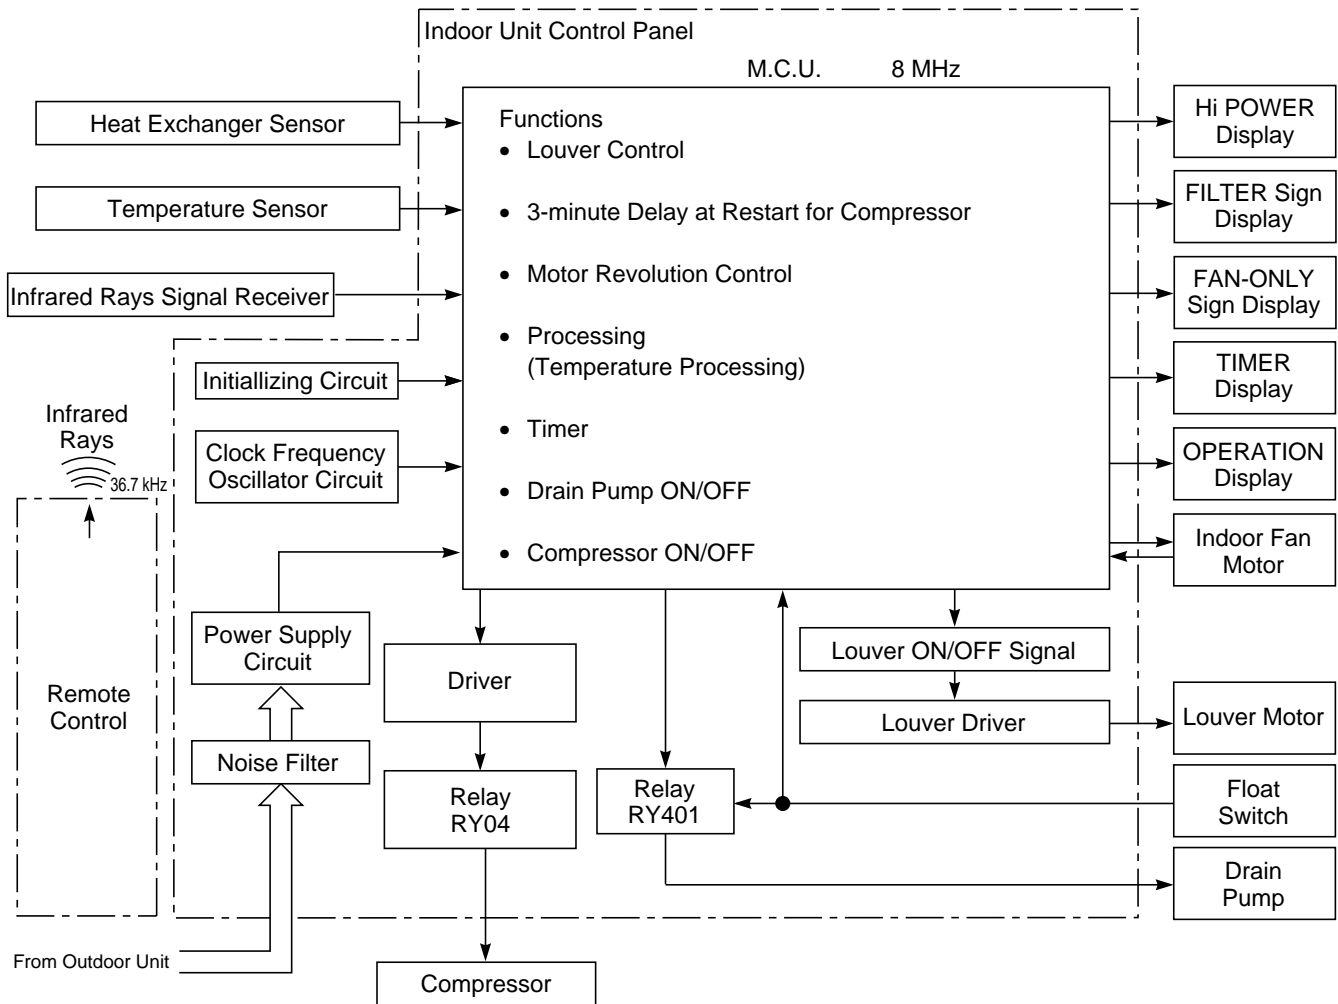 Indoor Unit Control Panel
M.C.U. 8 MHz
Heat Exchanger Sensor
Temperature Sensor
Infrared Rays Signal Receiver
Initiallizing Circuit
Clock Frequency
Oscillator Circuit
Infrared
Rays
36.7 kHz
Remote
Control
Power Supply
Circuit
Noise Filter
From Outdoor Unit
Functions
• Louver Control
• 3-minute Delay at Restart for Compressor
• Motor Revolution Control
• Processing
(Temperature Processing)
• Timer
• Drain Pump ON/OFF
• Compressor ON/OFF
Driver
Relay
RY04
Compressor
Relay
RY401
Louver ON/OFF Signal
Louver Driver
Hi POWER
Display
FILTER Sign
Display
FAN-ONLY
Sign Display
TIMER
Display
OPERATION
Display
Indoor Fan
Motor
Louver Motor
Float
Switch
Drain
Pump